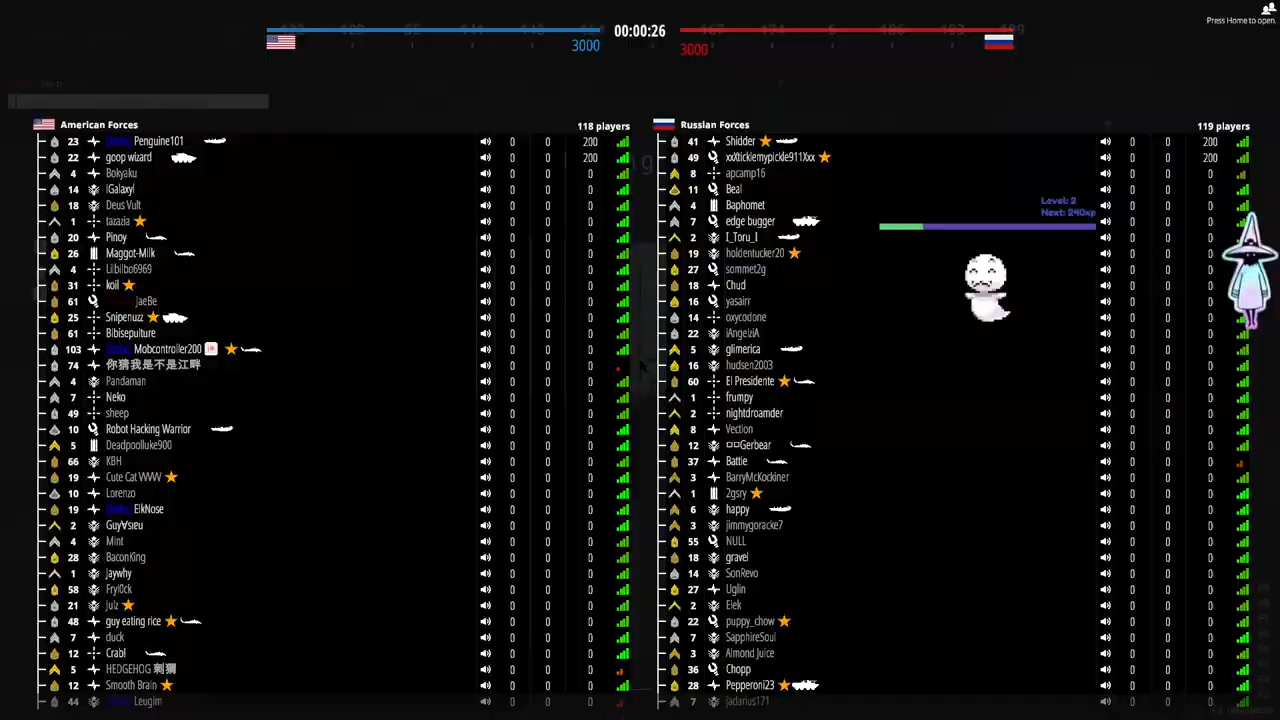 Press Home to open.
00:00:26
3000
3000
American Forces 118 players
23 Penguine101 0 0 200
22 goop wizard 0 0 200
4 Bokyaku 0 0 0
14 iGalaxyl 0 0 0
18 Deus Vult 0 0 0
1 tazazia 0 0 0
20 Pinoy 0 0 0
26 Maggot-Milk 0 0 0
4 Lilbilbo6969 0 0 0
31 koil 0 0 0
61 JaeBe 0 0 0
25 Snipenuzz 0 0 0
61 Bibisepulture 0 0 0
103 Mobcontroller200 0 0 0
74 你猜我是不是江畔 0 0 0
4 Pandaman 0 0 0
7 Neko 0 0 0
49 sheep 0 0 0
10 Robot Hacking Warrior 0 0 0
5 Deadpoolluke900 0 0 0
66 KBH 0 0 0
19 Cute Cat VVVV 0 0 0
10 Lorenzo 0 0 0
19 ElkNose 0 0 0
2 Guy∀sıɐu 0 0 0
4 Mint 0 0 0
28 BaconKing 0 0 0
1 Jaywhy 0 0 0
58 Fryl0ck 0 0 0
21 Julz 0 0 0
48 guy eating rice 0 0 0
7 duck 0 0 0
12 Crabl 0 0 0
5 HEDGEHOG 刺猬 0 0 0
12 Smooth Brain 0 0 0
44 Leugim 0 0 0
Russian Forces 119 players
41 Shidder 0 0 200
49 xxXticklemypickle911Xxx 0 0 200
8 apcamp16 0 0 0
11 Beal 0 0 0
4 Baphomet 0 0 0
7 edge bugger 0 0 0
2 I_Toru_I 0 0 0
19 holdentucker20 0 0 0
27 sommet2g 0 0 0
18 Chud 0 0 0
16 yasairr 0 0 0
14 oxycodone 0 0 0
22 iAngelziA 0 0 0
5 glimerica 0 0 0
16 hudsen2003 0 0 0
60 El Presidente 0 0 0
1 frumpy 0 0 0
2 nightdroamder 0 0 0
8 Vection 0 0 0
12 □□Gerbear 0 0 0
37 Battie 0 0 0
3 BarryMcKockiner 0 0 0
1 2gsry 0 0 0
6 happy 0 0 0
3 jimmygoracke7 0 0 0
55 NULL 0 0 0
18 gravel 0 0 0
14 SonRevo 0 0 0
27 Uglin 0 0 0
2 Elek 0 0 0
22 puppy_chow 0 0 0
7 SapphireSoul 0 0 0
3 Almond Juice 0 0 0
36 Chopp 0 0 0
28 Pepperoni23 0 0 0
7 jadarius171 0 0 0
Level: 2
Next: 240xp